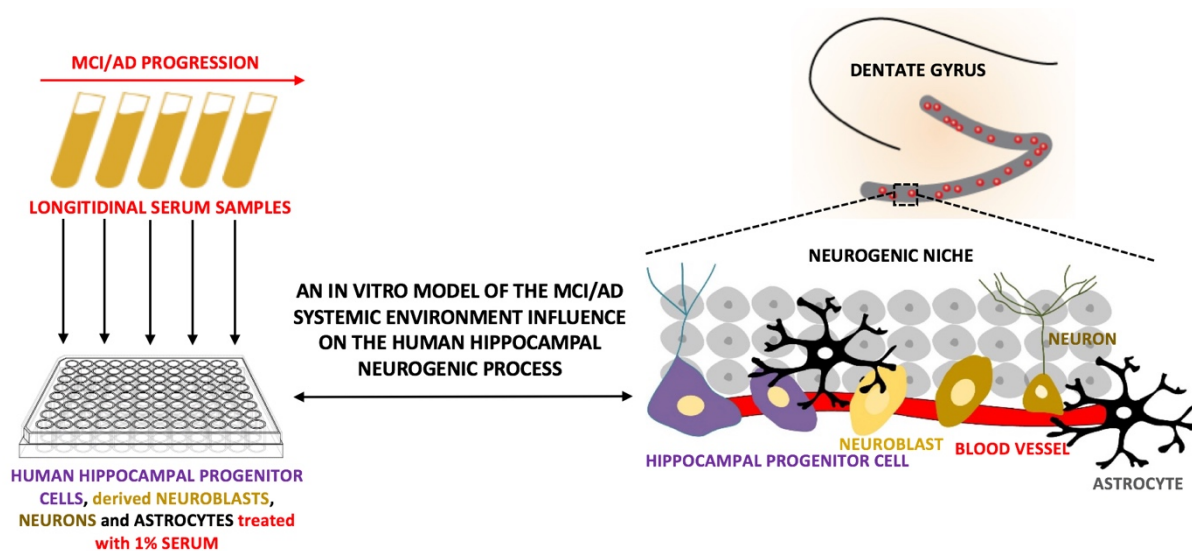 MCI/AD PROGRESSION
LONGITIDINAL SERUM SAMPLES
HUMAN HIPPOCAMPAL PROGENITOR
CELLS, derived NEUROBLASTS,
NEURONS and ASTROCYTES treated
with 1% SERUM
AN IN VITRO MODEL OF THE MCI/AD
SYSTEMIC ENVIRONMENT INFLUENCE
ON THE HUMAN HIPPOCAMPAL
NEUROGENIC PROCESS
DENTATE GYRUS
NEUROGENIC NICHE
NEURON
NEUROBLAST
BLOOD VESSEL
HIPPOCAMPAL PROGENITOR CELL
ASTROCYTE